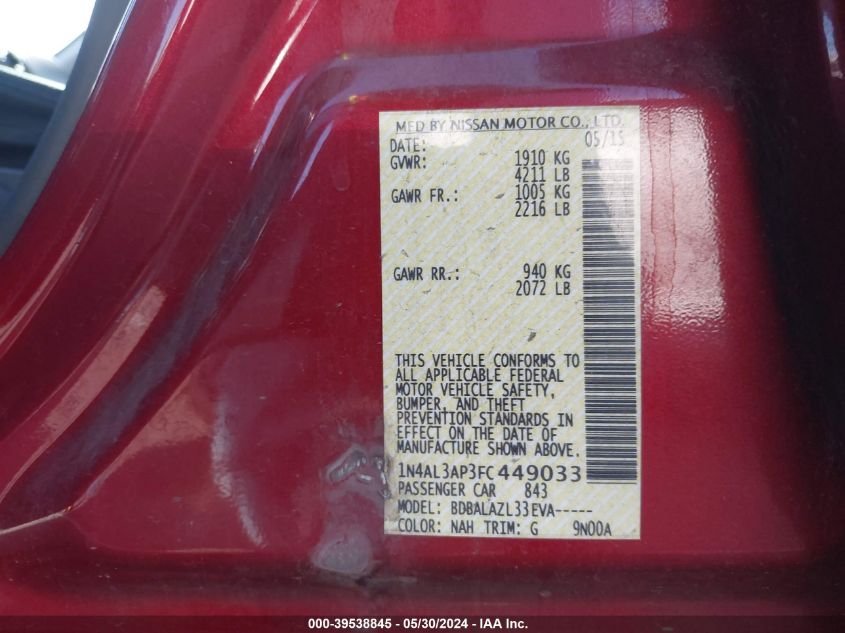 MFD BY NISSAN MOTOR CO., LTD.
DATE: 05/15
GVWR: 1910 KG
4211 LB
GAWR FR.: 1005 KG
2216 LB
GAWR RR.: 940 KG
2072 LB
THIS VEHICLE CONFORMS TO
ALL APPLICABLE FEDERAL
MOTOR VEHICLE SAFETY,
BUMPER, AND THEFT
PREVENTION STANDARDS IN
EFFECT ON THE DATE OF
MANUFACTURE SHOWN ABOVE.
1N4AL3AP3FC449033
PASSENGER CAR 843
MODEL: BDBALAZL33EVA-----
COLOR: NAH TRIM: G 9N00A
000-39538845 - 05/30/2024 - IAA Inc.